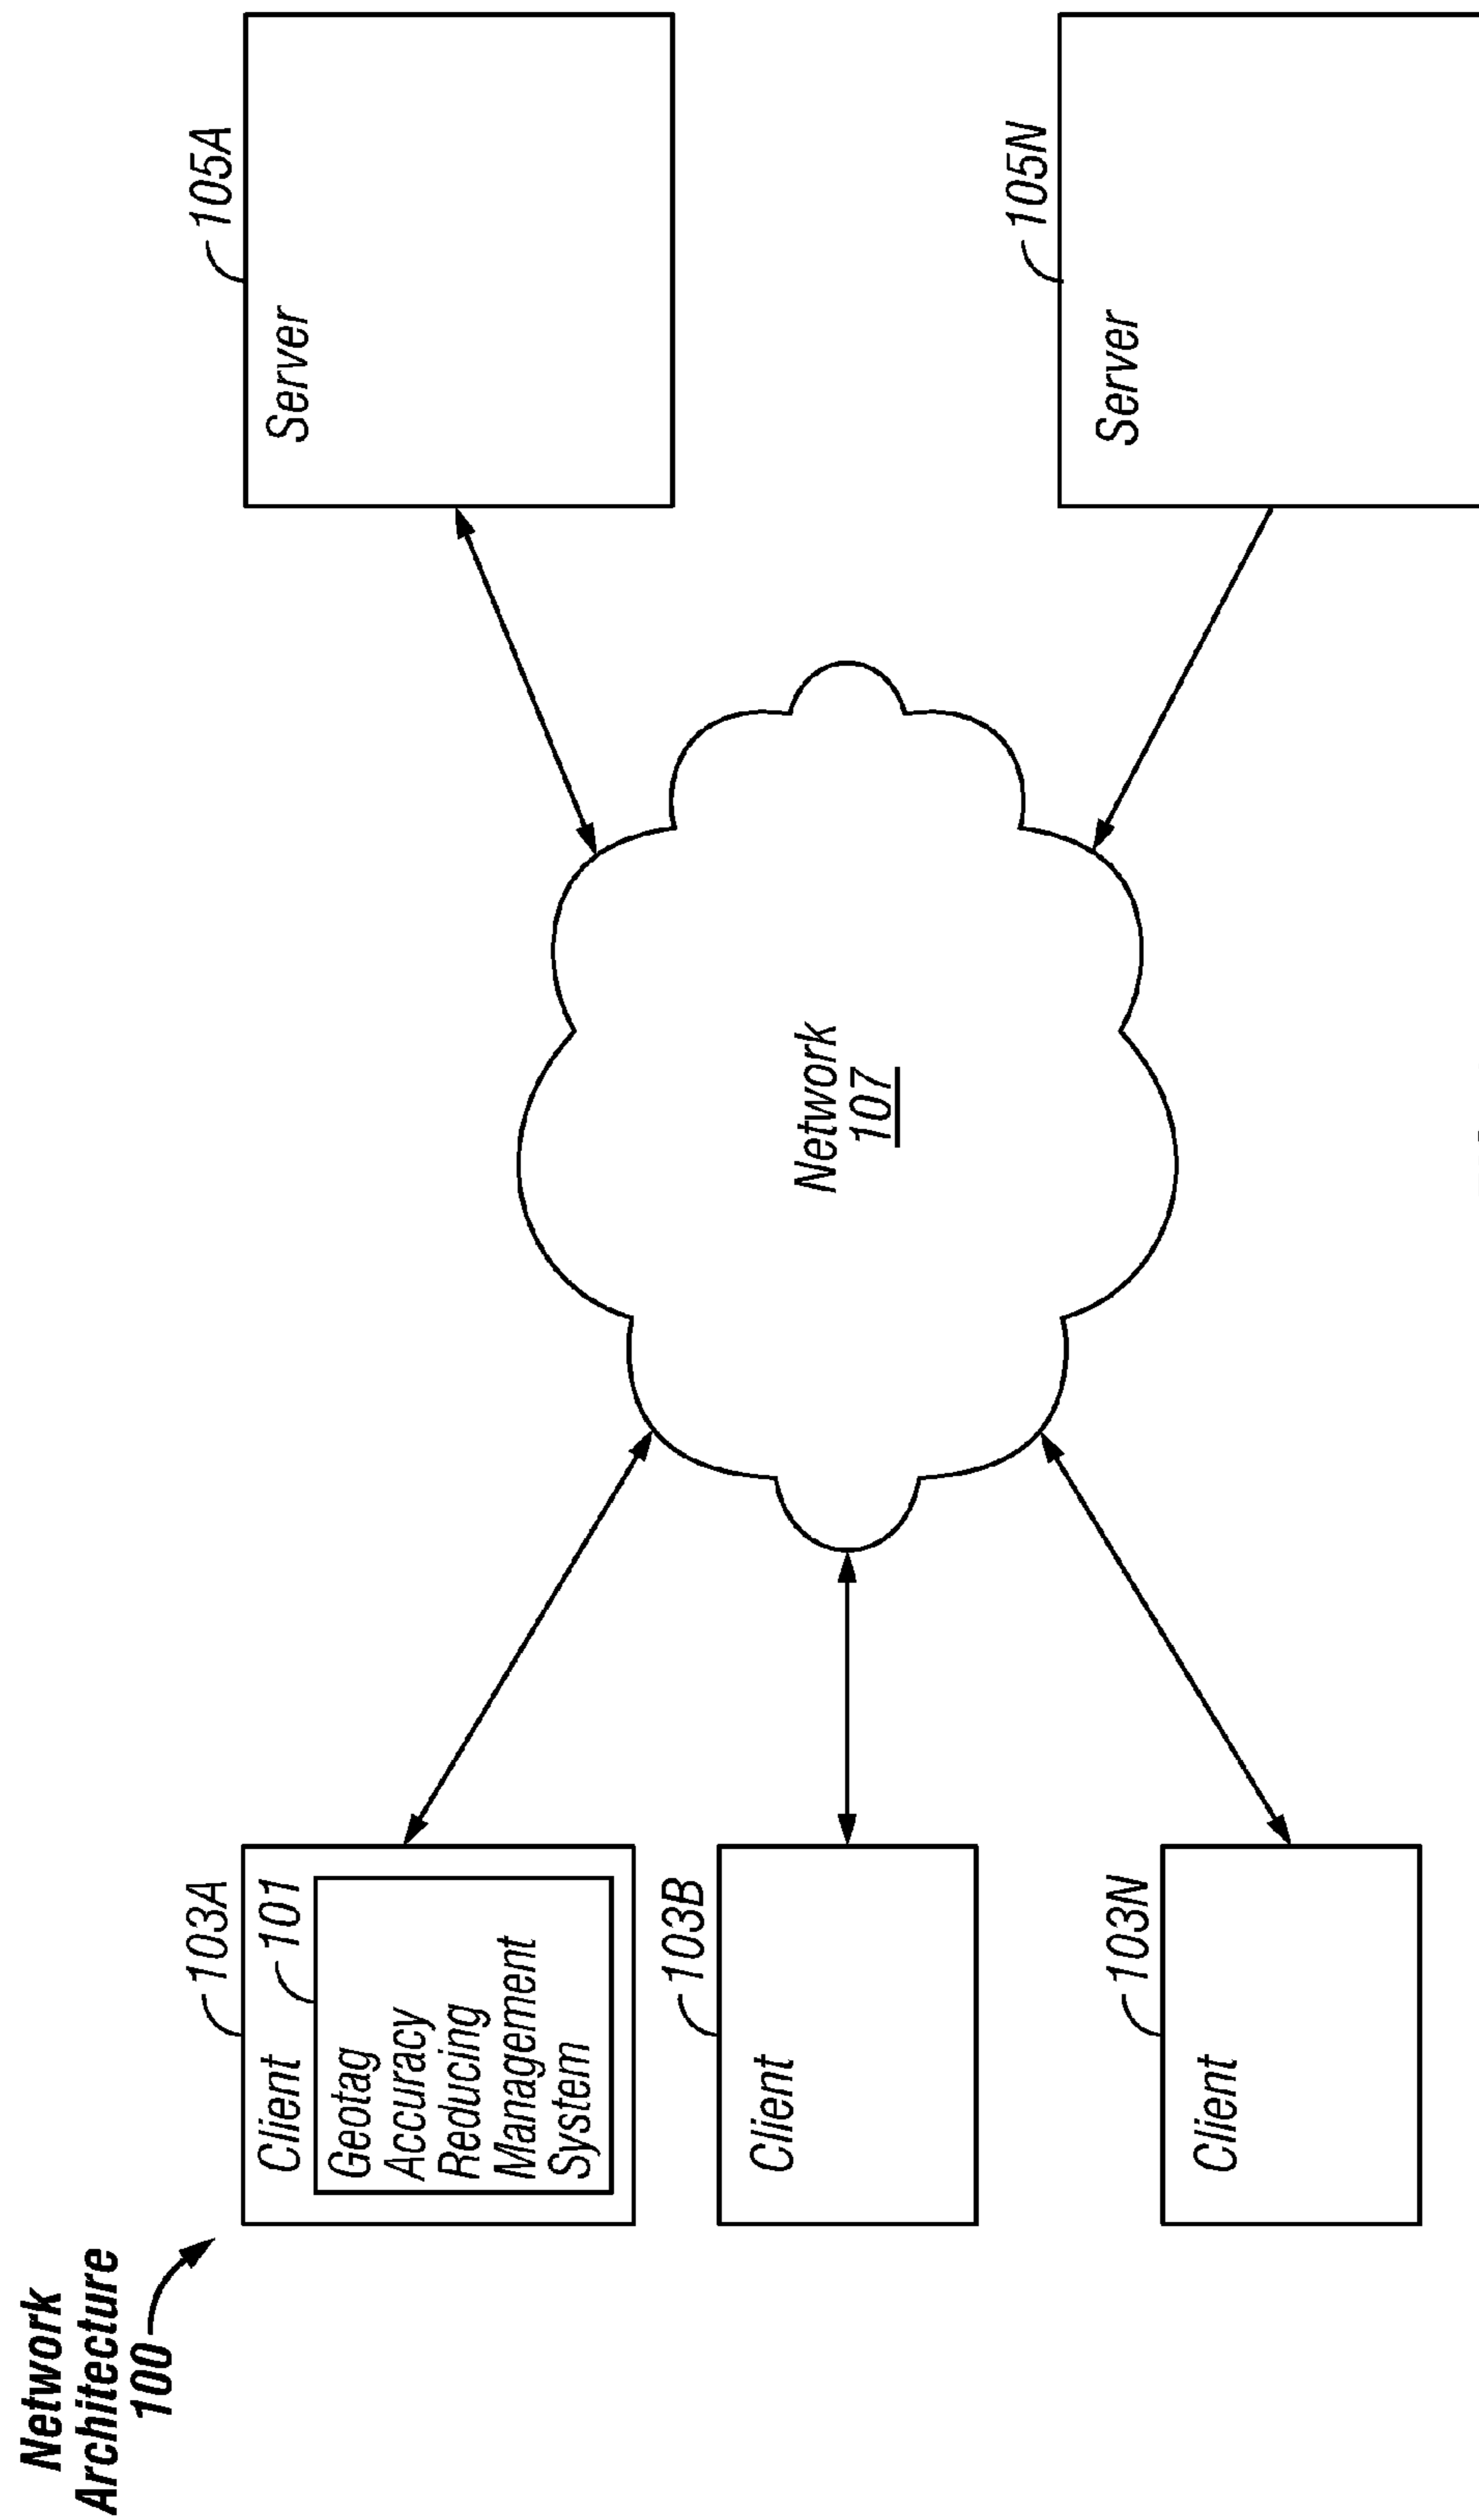 Network
Architecture
100
103A
Client
101
Geotag
Accuracy
Reducing
Management
System
103B
Client
103N
Client
Network
107
105A
Server
105N
Server